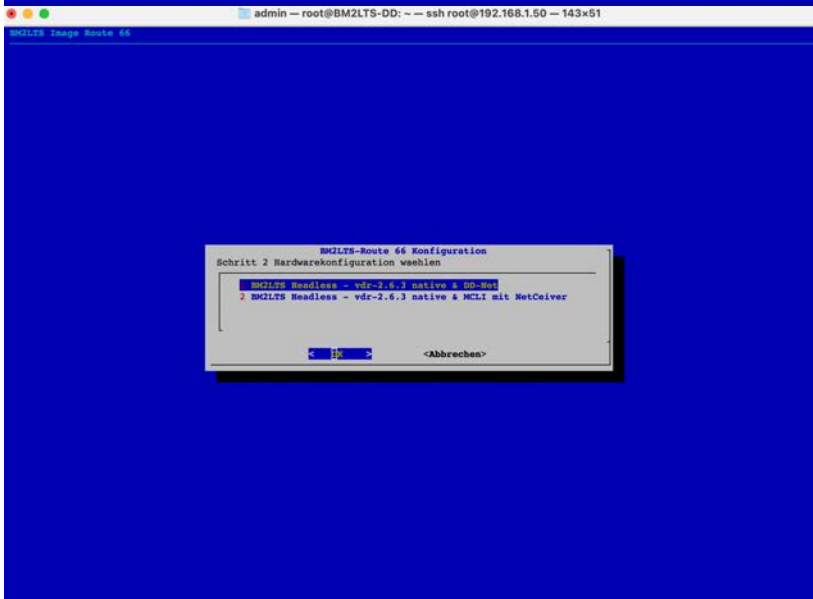 admin — root@BM2LTS-DD: ~ — ssh root@192.168.1.50 — 143×51
BM2LTS Image Route 66
BM2LTS-Route 66 Konfiguration
Schritt 2 Hardwarekonfiguration waehlen
1 BM2LTS Headless - vdr-2.6.3 native & DD-Net
2 BM2LTS Headless - vdr-2.6.3 native & MCLI mit NetCeiver
< OK > <Abbrechen>